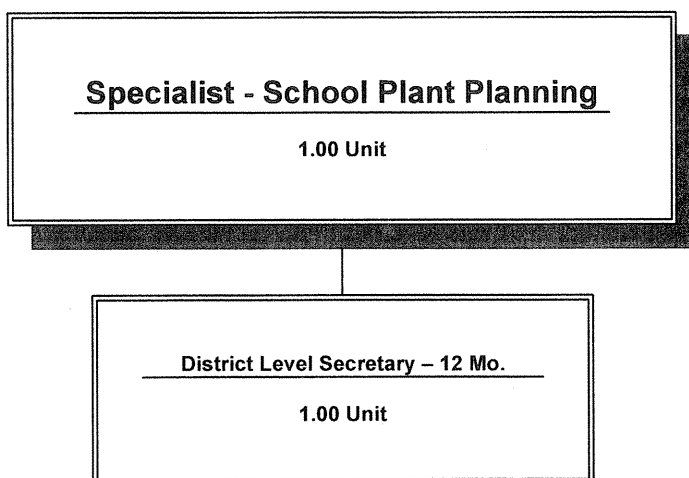 Specialist - School Plant Planning
1.00 Unit
District Level Secretary – 12 Mo.
1.00 Unit